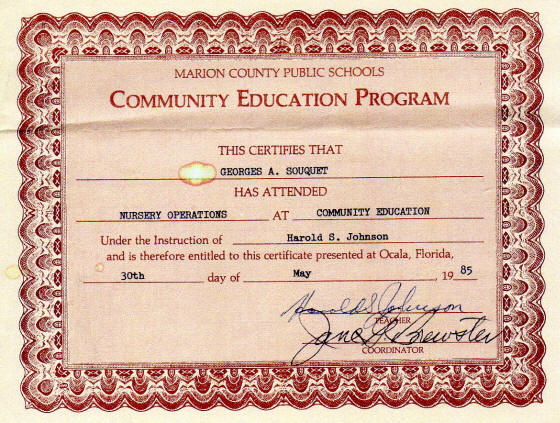 MARION COUNTY PUBLIC SCHOOLS
COMMUNITY EDUCATION PROGRAM
THIS CERTIFIES THAT
GEORGES A. SOUQUET
HAS ATTENDED
NURSERY OPERATIONS AT COMMUNITY EDUCATION
Under the Instruction of Harold S. Johnson
and is therefore entitled to this certificate presented at Ocala, Florida,
30th day of May, 1985
Harold S Johnson
TEACHER
Jane Brewster
COORDINATOR